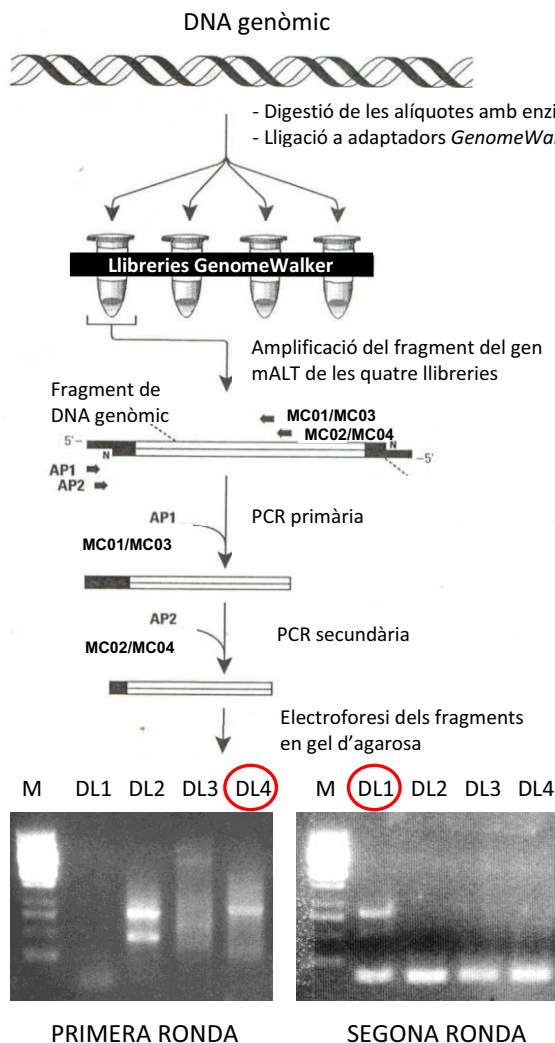 DNA genòmic
- Digestió de les alíquotes amb enzi
- Lligació a adaptadors GenomeWal
Llibreries GenomeWalker
Amplificació del fragment del gen
mALT de les quatre llibreries
Fragment de
DNA genòmic
MC01/MC03
MC02/MC04
5'
N
N
5'
AP1
AP2
AP1
PCR primària
MC01/MC03
AP2
PCR secundària
MC02/MC04
Electroforesi dels fragments
en gel d'agarosa
M DL1 DL2 DL3 DL4 M DL1 DL2 DL3 DL4
PRIMERA RONDA SEGONA RONDA